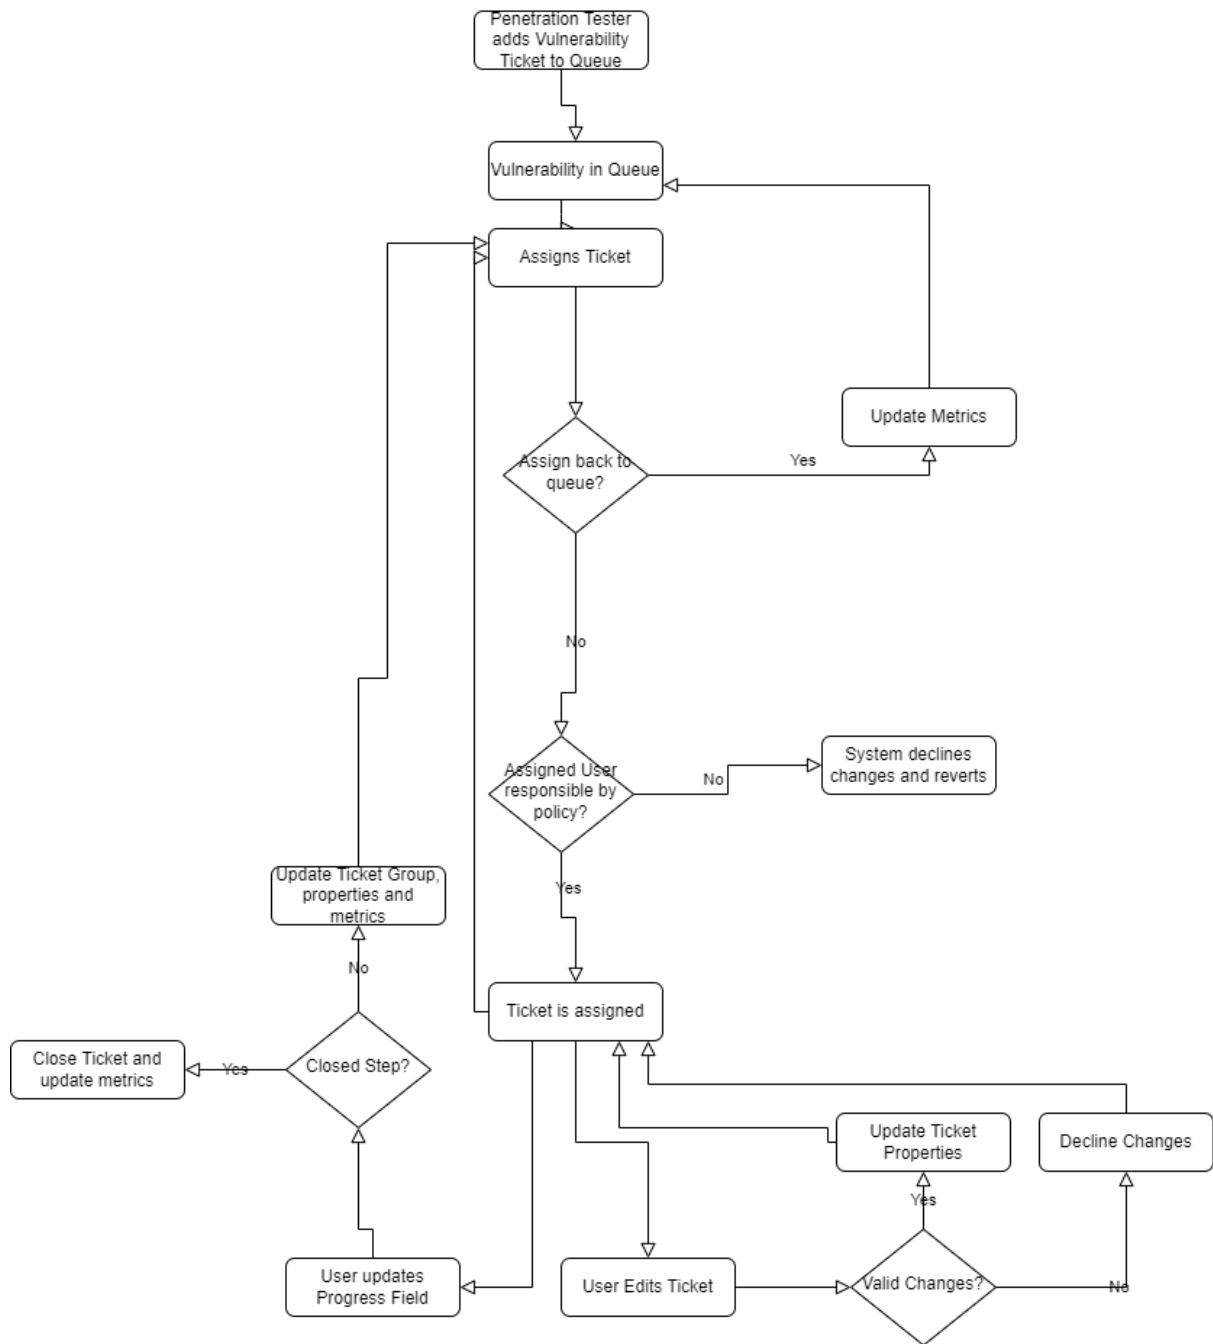 Penetration Tester
adds Vulnerability
Ticket to Queue
Vulnerability in Queue
Assigns Ticket
Update Metrics
Assign back to
queue?
Yes
No
Assigned User
responsible by
policy?
No
System declines
changes and reverts
Yes
Update Ticket Group,
properties and
metrics
No
Ticket is assigned
Close Ticket and
update metrics
Yes
Closed Step?
Update Ticket
Properties
Decline Changes
Yes
User updates
Progress Field
User Edits Ticket
Valid Changes?
No